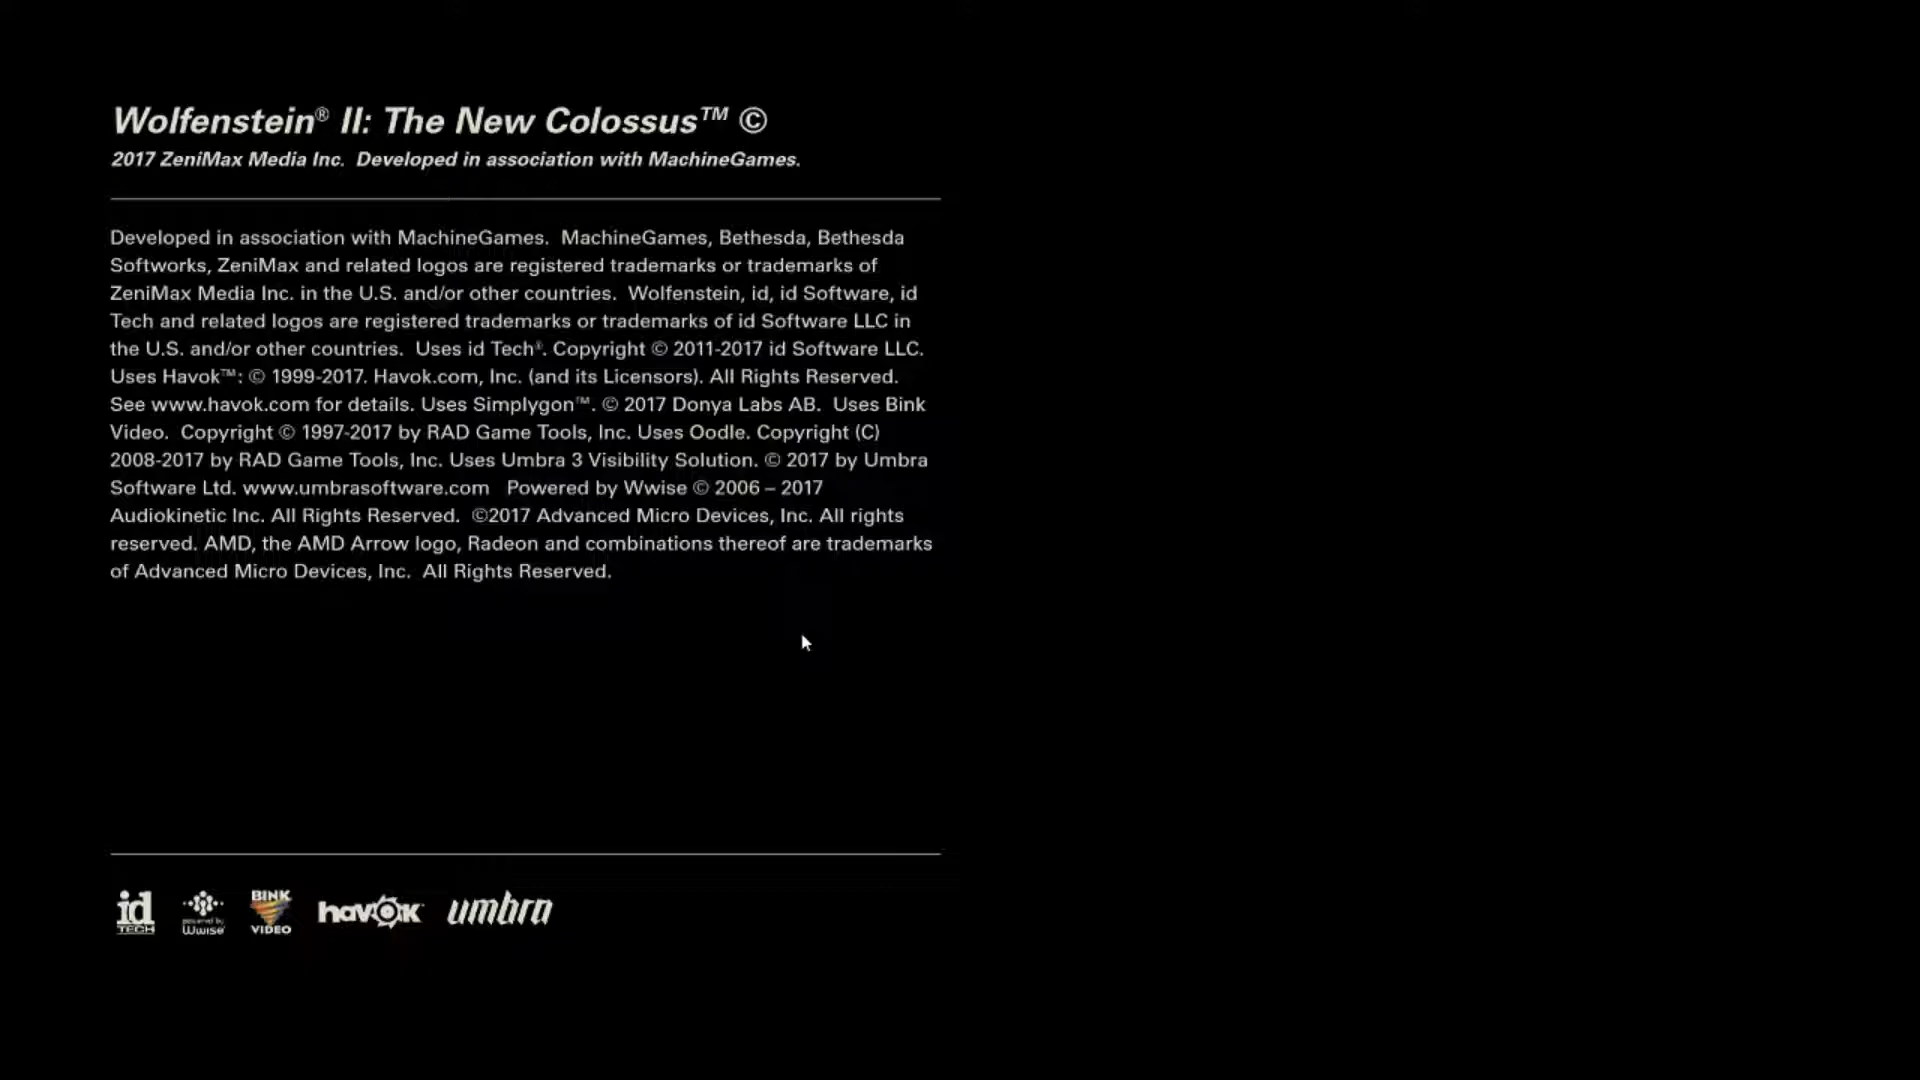 Wolfenstein® II: The New Colossus™ ©
2017 ZeniMax Media Inc.  Developed in association with MachineGames.
Developed in association with MachineGames.  MachineGames, Bethesda, Bethesda
Softworks, ZeniMax and related logos are registered trademarks or trademarks of
ZeniMax Media Inc. in the U.S. and/or other countries.  Wolfenstein, id, id Software, id
Tech and related logos are registered trademarks or trademarks of id Software LLC in
the U.S. and/or other countries.  Uses id Tech®. Copyright © 2011-2017 id Software LLC.
Uses Havok™: © 1999-2017. Havok.com, Inc. (and its Licensors). All Rights Reserved.
See www.havok.com for details. Uses Simplygon™. © 2017 Donya Labs AB.  Uses Bink
Video.  Copyright © 1997-2017 by RAD Game Tools, Inc. Uses Oodle. Copyright (C)
2008-2017 by RAD Game Tools, Inc. Uses Umbra 3 Visibility Solution. © 2017 by Umbra
Software Ltd. www.umbrasoftware.com   Powered by Wwise © 2006 – 2017
Audiokinetic Inc. All Rights Reserved.  ©2017 Advanced Micro Devices, Inc. All rights
reserved. AMD, the AMD Arrow logo, Radeon and combinations thereof are trademarks
of Advanced Micro Devices, Inc.  All Rights Reserved.
id
TECH
powered by
Wwise
BINK
VIDEO
havok
umbra